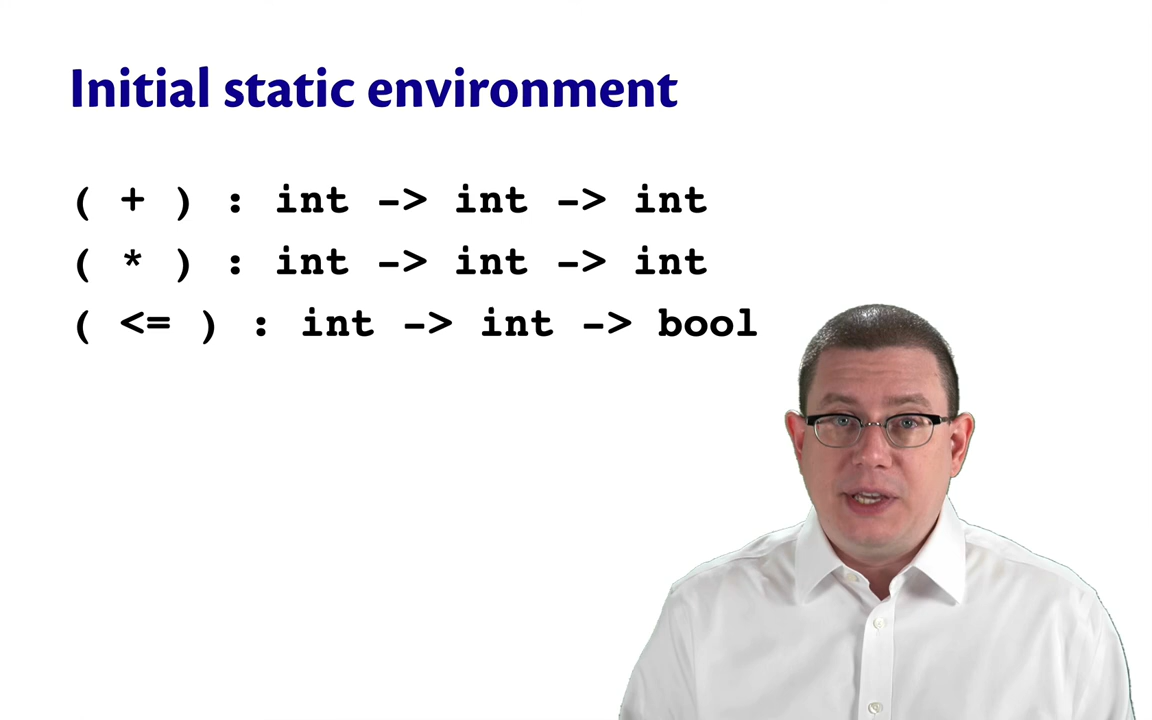 Initial static environment
( + ) : int -> int -> int
( * ) : int -> int -> int
( <= ) : int -> int -> bool